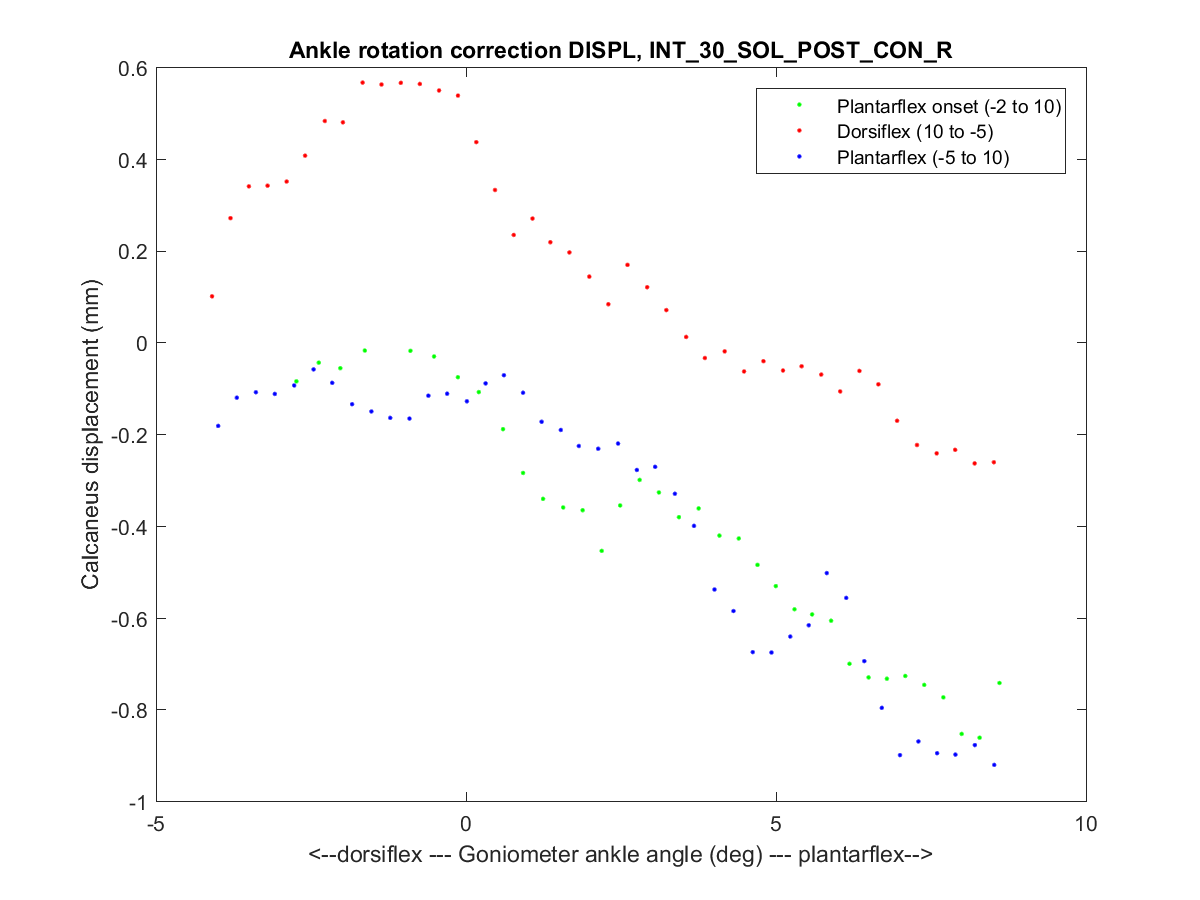 Ankle rotation correction DISPL, INT_30_SOL_POST_CON_R
Plantarflex onset (-2 to 10)
Dorsiflex (10 to -5)
Plantarflex (-5 to 10)
0.6
0.4
0.2
0
-0.2
-0.4
-0.6
-0.8
-1
Calcaneus displacement (mm)
-5
0
5
10
<--dorsiflex --- Goniometer ankle angle (deg) --- plantarflex-->